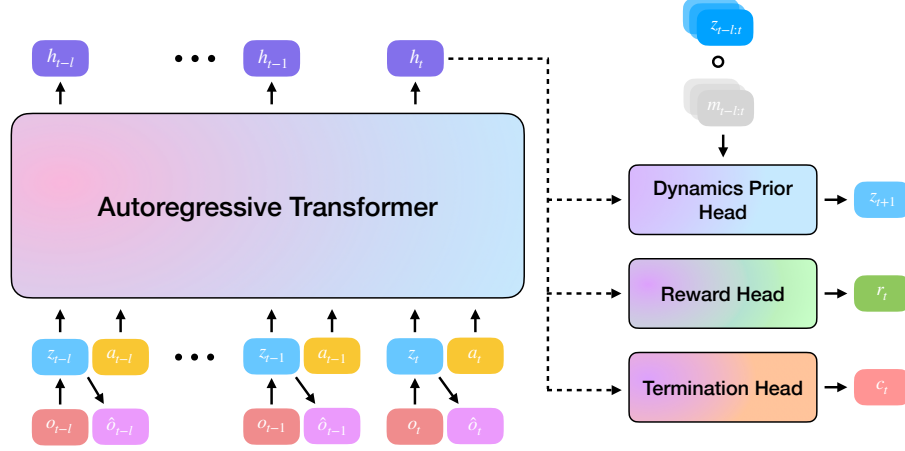 h_{t-l} • • • h_{t-1} h_t
z_{t-l:t}
m_{t-l:t}
Autoregressive Transformer
Dynamics Prior
Head
z_{t+1}
Reward Head
r_t
Termination Head
c_t
z_{t-l} a_{t-l} • • • z_{t-1} a_{t-1} z_t a_t
o_{t-l} ô_{t-l} o_{t-1} ô_{t-1} o_t ô_t